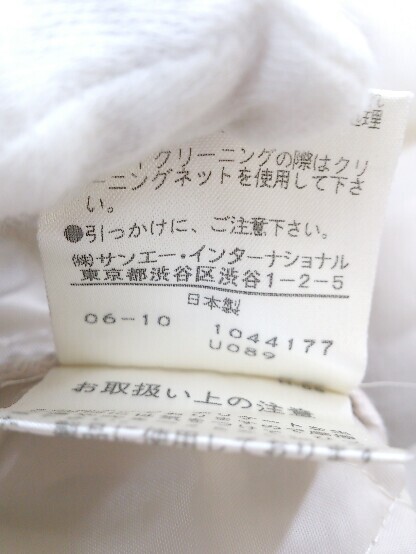 理
クリーニングの際はクリ
ーニングネットを使用して下さ
い。
●引っかけに、ご注意下さい。
㈱サンエー・インターナショナル
東京都渋谷区渋谷1-2-5
日本製
06-10 1044177
U089
お取扱い上の注意